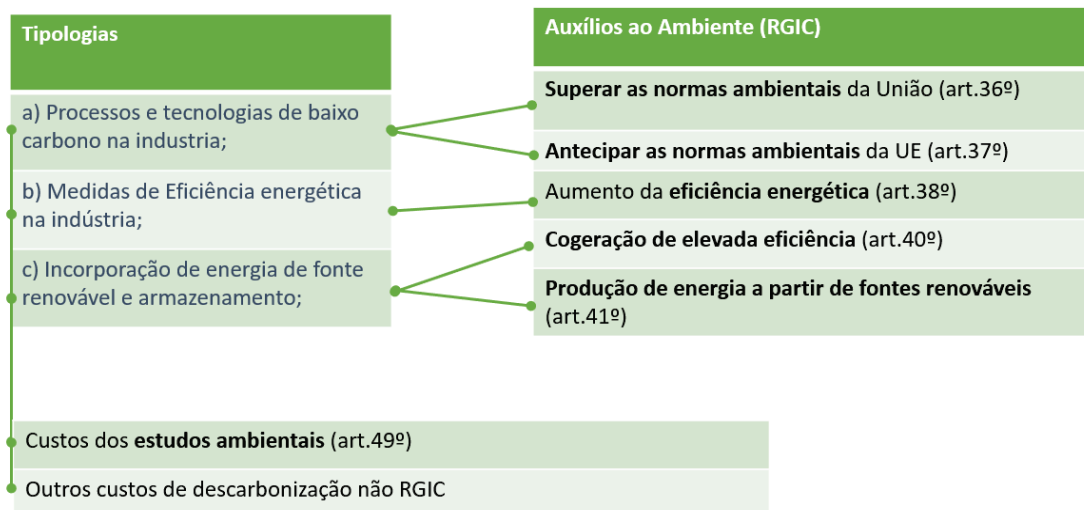 Tipologias
a) Processos e tecnologias de baixo
carbono na industria;
b) Medidas de Eficiência energética
na indústria;
c) Incorporação de energia de fonte
renovável e armazenamento;
Auxílios ao Ambiente (RGIC)
Superar as normas ambientais da União (art.36º)
Antecipar as normas ambientais da UE (art.37º)
Aumento da eficiência energética (art.38º)
Cogeração de elevada eficiência (art.40º)
Produção de energia a partir de fontes renováveis
(art.41º)
Custos dos estudos ambientais (art.49º)
Outros custos de descarbonização não RGIC